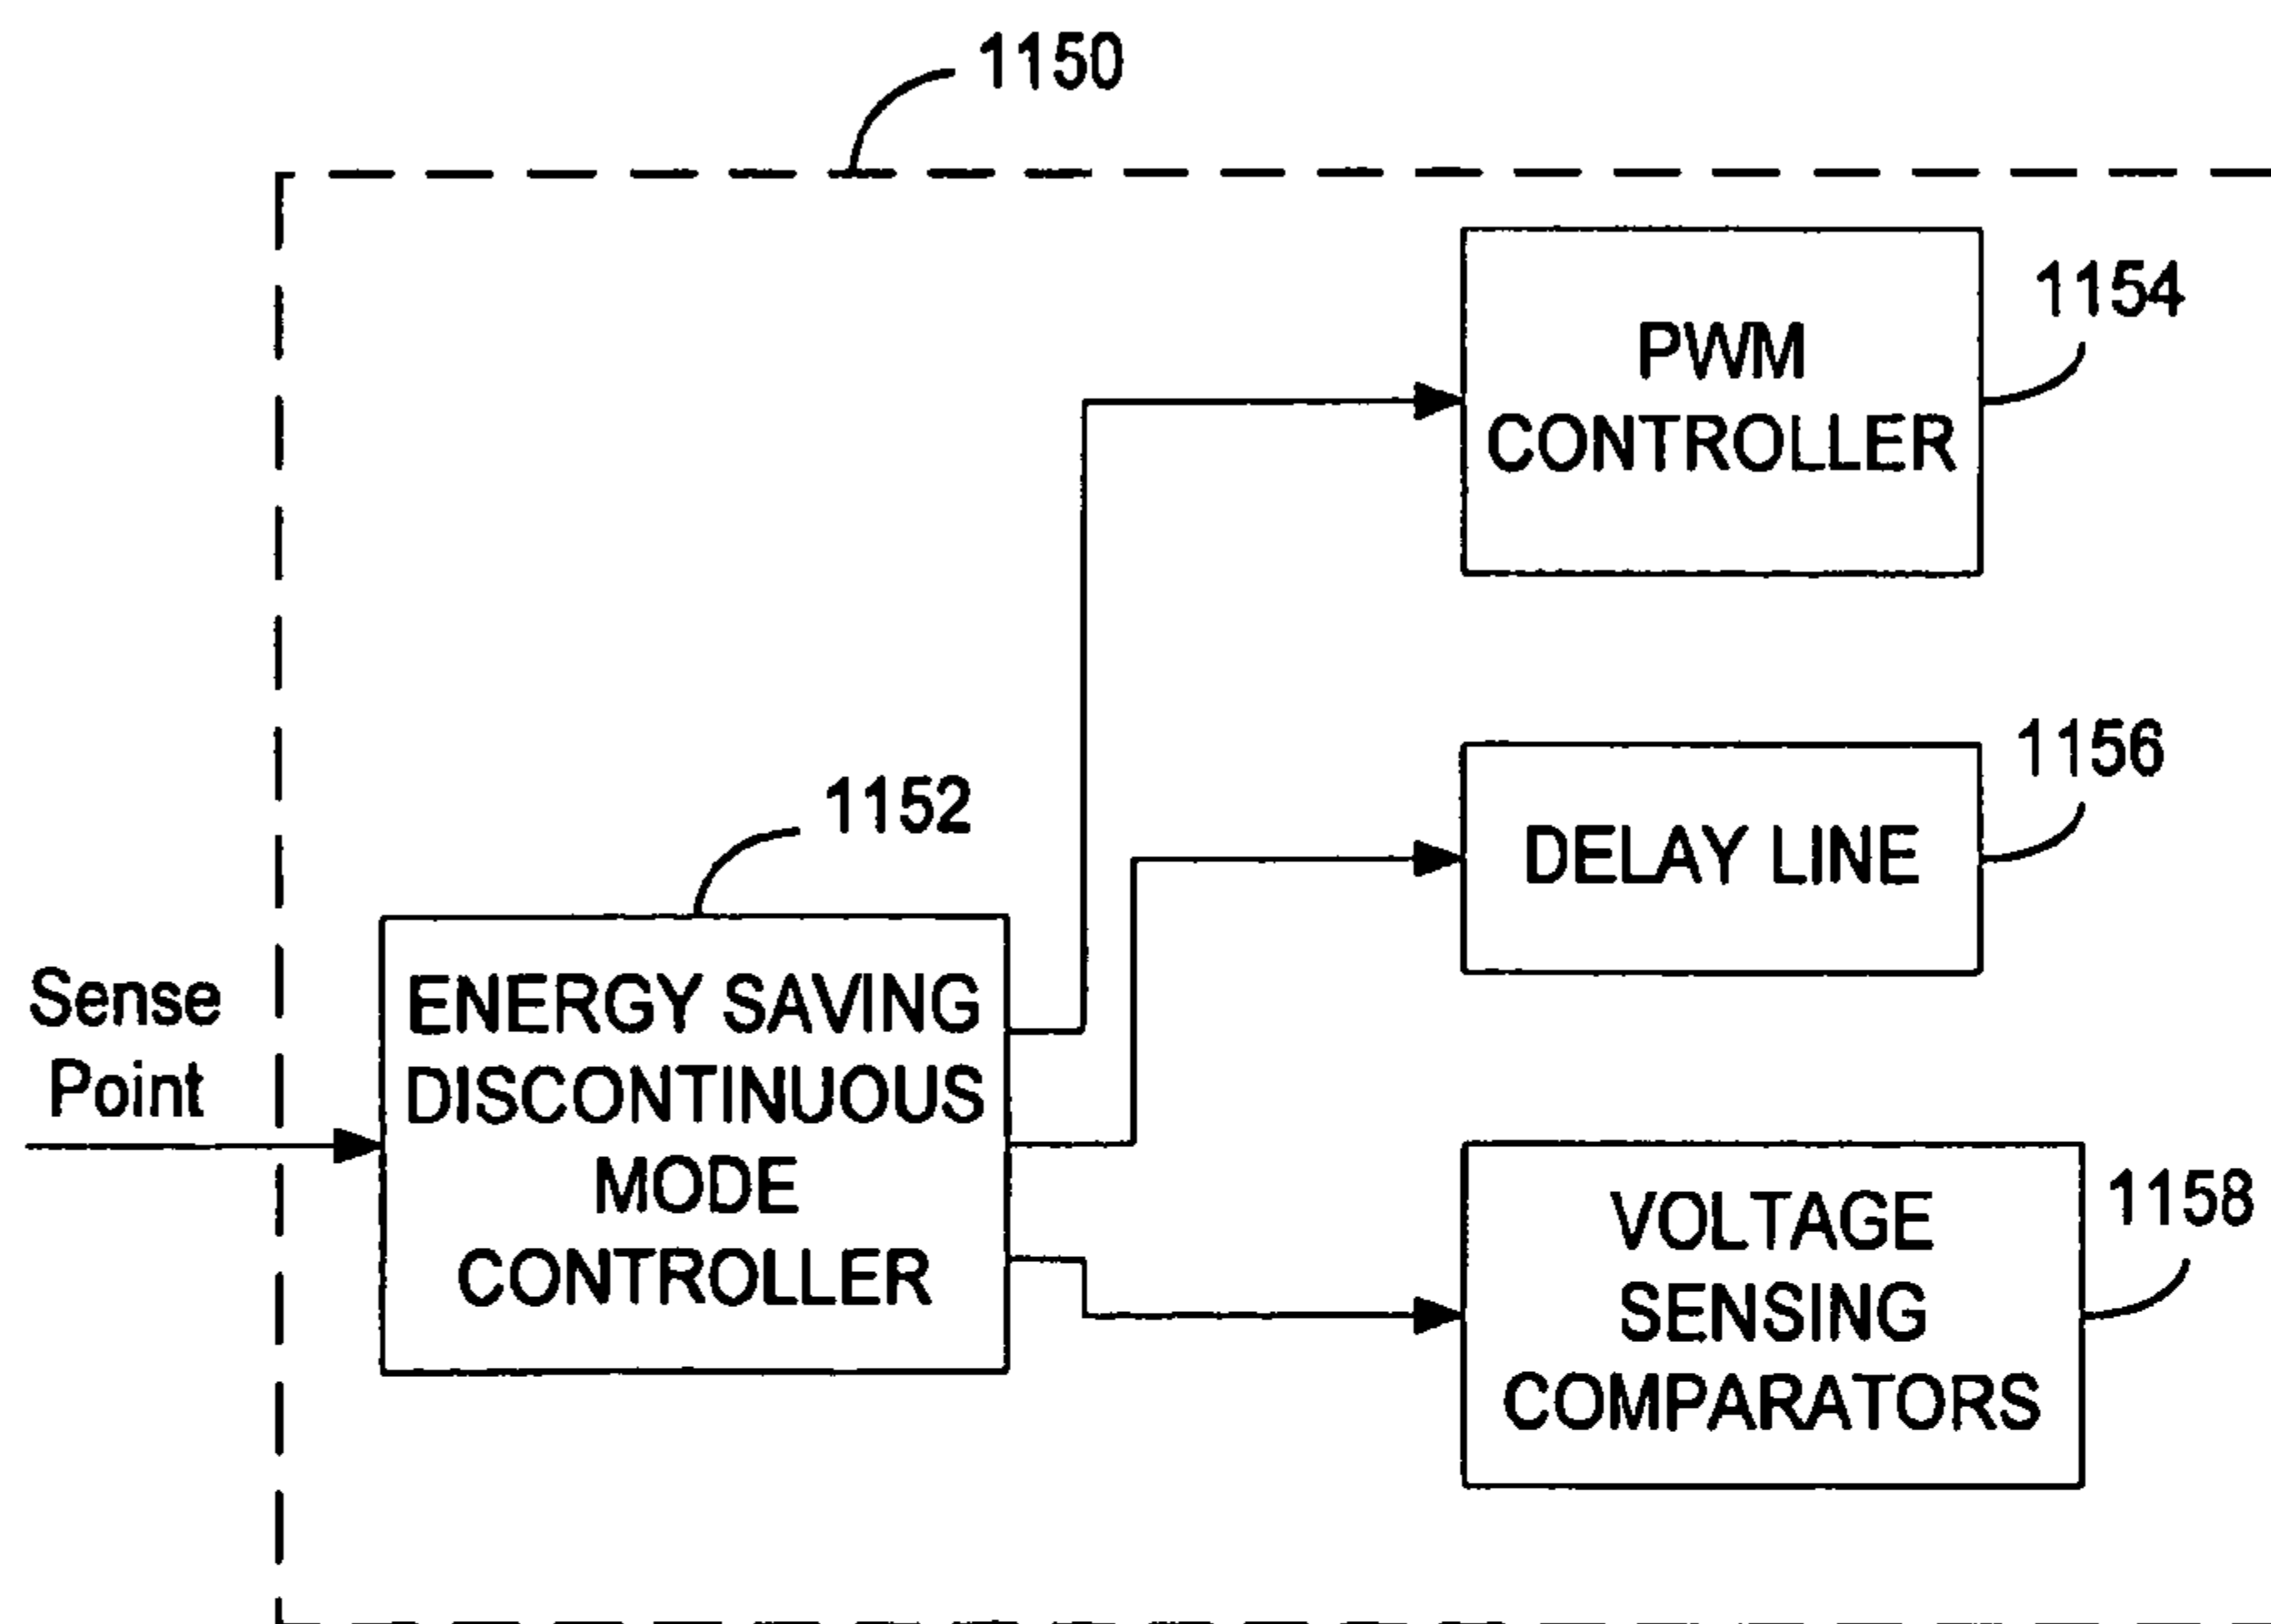 1150
1154
PWM
CONTROLLER
1156
DELAY LINE
1152
Sense
Point
ENERGY SAVING
DISCONTINUOUS
MODE
CONTROLLER
1158
VOLTAGE
SENSING
COMPARATORS